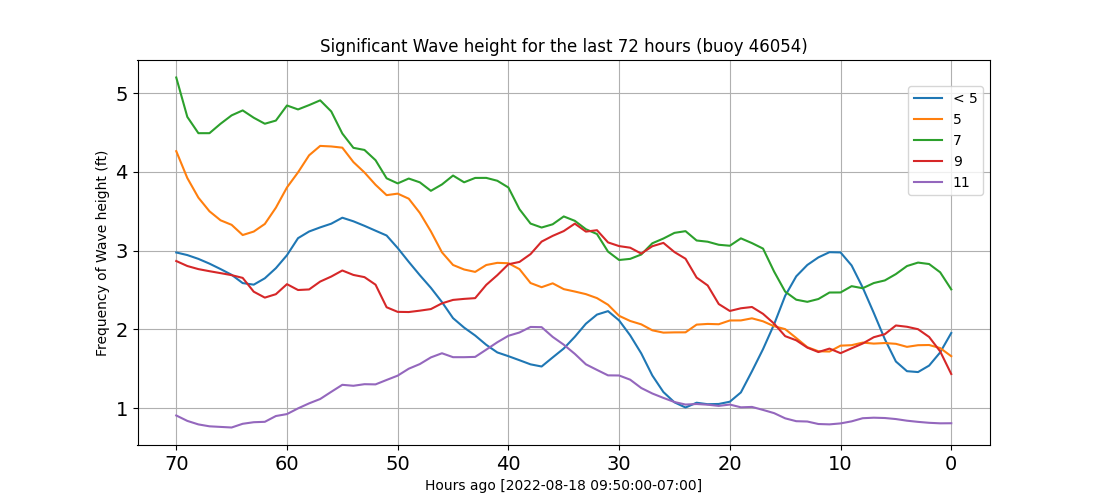 Significant Wave height for the last 72 hours (buoy 46054)
Frequency of Wave height (ft)
5
4
3
2
1
< 5
5
7
9
11
70 60 50 40 30 20 10 0
Hours ago [2022-08-18 09:50:00-07:00]